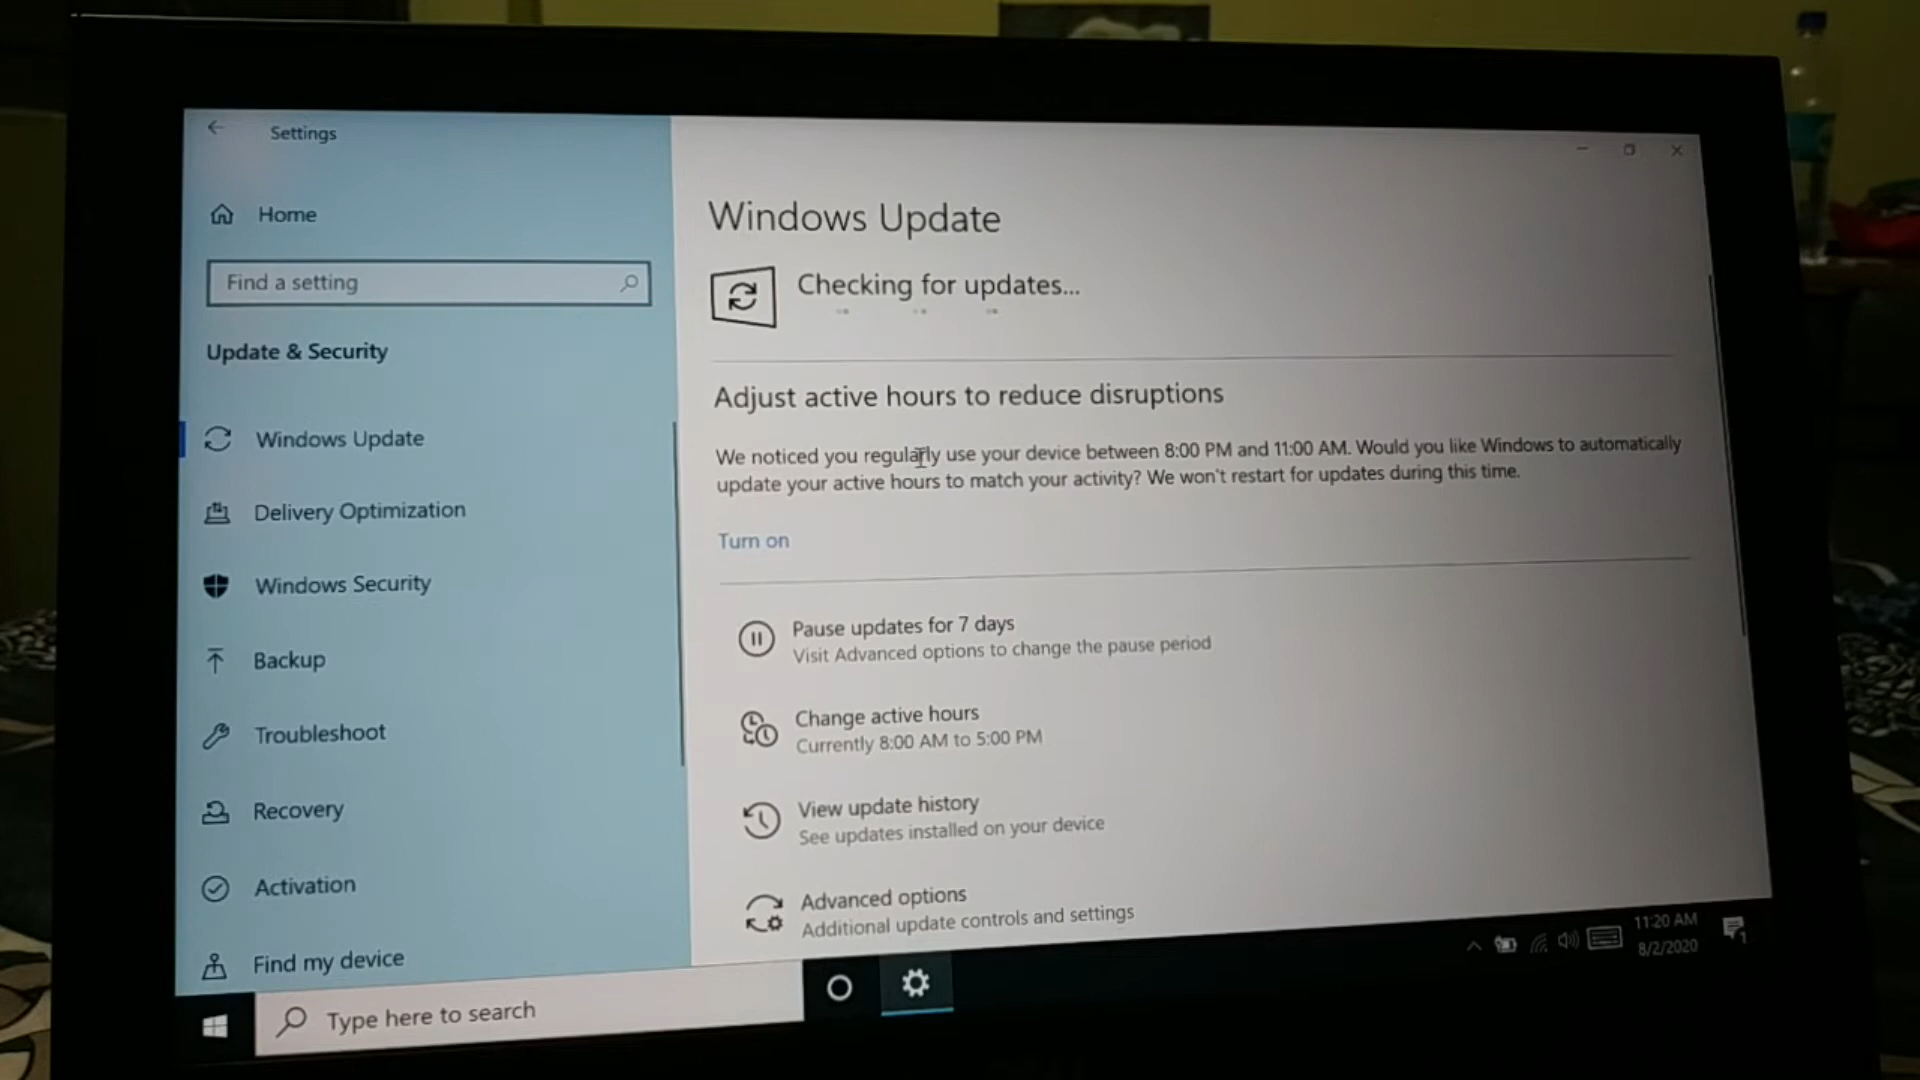 Settings
Home
Find a setting
Update & Security
Windows Update
Delivery Optimization
Windows Security
Backup
Troubleshoot
Recovery
Activation
Find my device
Windows Update
Checking for updates...
Adjust active hours to reduce disruptions
We noticed you regularly use your device between 8:00 PM and 11:00 AM. Would you like Windows to automatically
update your active hours to match your activity? We won't restart for updates during this time.
Turn on
Pause updates for 7 days
Visit Advanced options to change the pause period
Change active hours
Currently 8:00 AM to 5:00 PM
View update history
See updates installed on your device
Advanced options
Additional update controls and settings
Type here to search
11:20 AM
8/2/2020
1